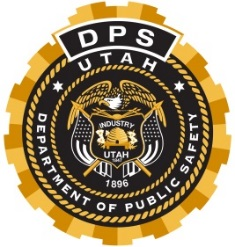 DPS
UTAH
INDUSTRY
UTAH
1847
1896
DEPARTMENT OF PUBLIC SAFETY